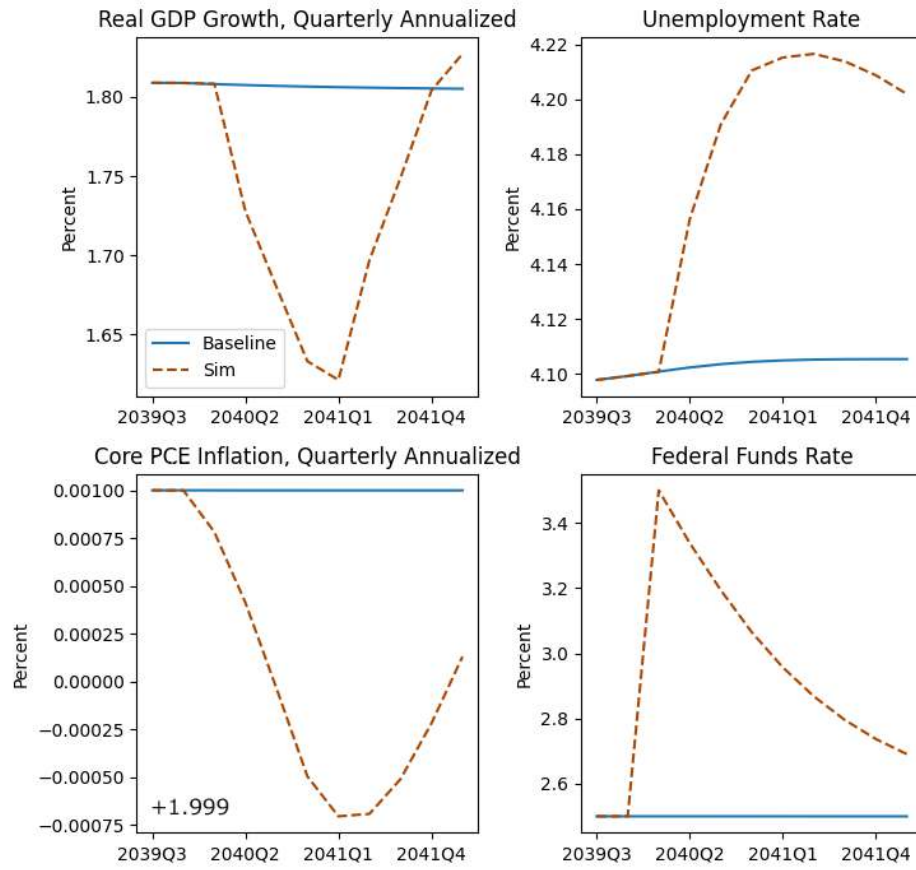 Real GDP Growth, Quarterly Annualized
Percent
1.80
1.75
1.70
1.65
Baseline
Sim
2039Q3 2040Q2 2041Q1 2041Q4
Unemployment Rate
Percent
4.22
4.20
4.18
4.16
4.14
4.12
4.10
2039Q3 2040Q2 2041Q1 2041Q4
Core PCE Inflation, Quarterly Annualized
Percent
0.00100
0.00075
0.00050
0.00025
0.00000
−0.00025
−0.00050
−0.00075
+1.999
2039Q3 2040Q2 2041Q1 2041Q4
Federal Funds Rate
Percent
3.4
3.2
3.0
2.8
2.6
2039Q3 2040Q2 2041Q1 2041Q4